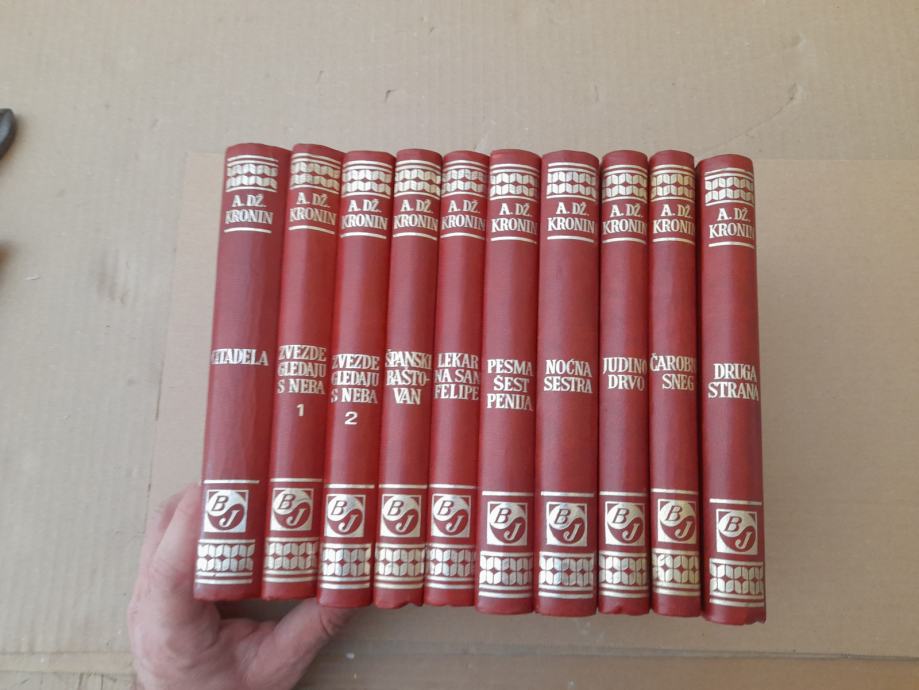 A. DŽ.
KRONIN
CITADELA
BJ
A. DŽ.
KRONIN
ZVEZDE
GLEDAJU
S NEBA
1
BJ
A. DŽ.
KRONIN
ZVEZDE
GLEDAJU
S NEBA
2
BJ
A. DŽ.
KRONIN
ŠPANSKI
BAŠTO-
VAN
BJ
A. DŽ.
KRONIN
LEKAR
NA SAN
FELIPE
BJ
A. DŽ.
KRONIN
PESMA
ŠEST
PENIJA
BJ
A. DŽ.
KRONIN
NOĆNA
SESTRA
BJ
A. DŽ.
KRONIN
JUDINO
DRVO
BJ
A. DŽ.
KRONIN
ČAROBNI
SNEG
BJ
A. DŽ.
KRONIN
DRUGA
STRANA
BJ